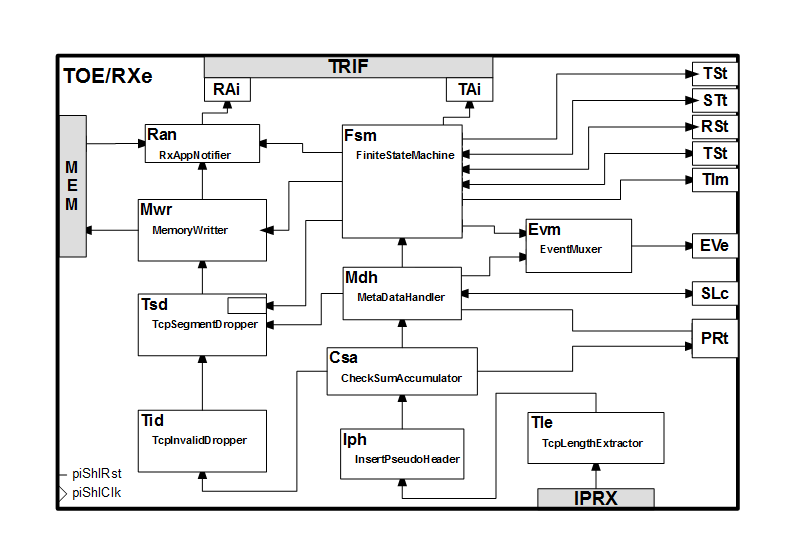 TOE/RXe
TRIF
RAi
TAi
TSt
STt
RSt
TSt
TIm
MEM
Ran
RxAppNotifier
Fsm
FiniteStateMachine
Mwr
MemoryWritter
Evm
EventMuxer
EVe
Tsd
TcpSegmentDropper
Mdh
MetaDataHandler
SLc
PRt
Csa
CheckSumAccumulator
Tid
TcpInvalidDropper
Iph
InsertPseudoHeader
Tle
TcpLengthExtractor
piShlRst
piShlClk
IPRX